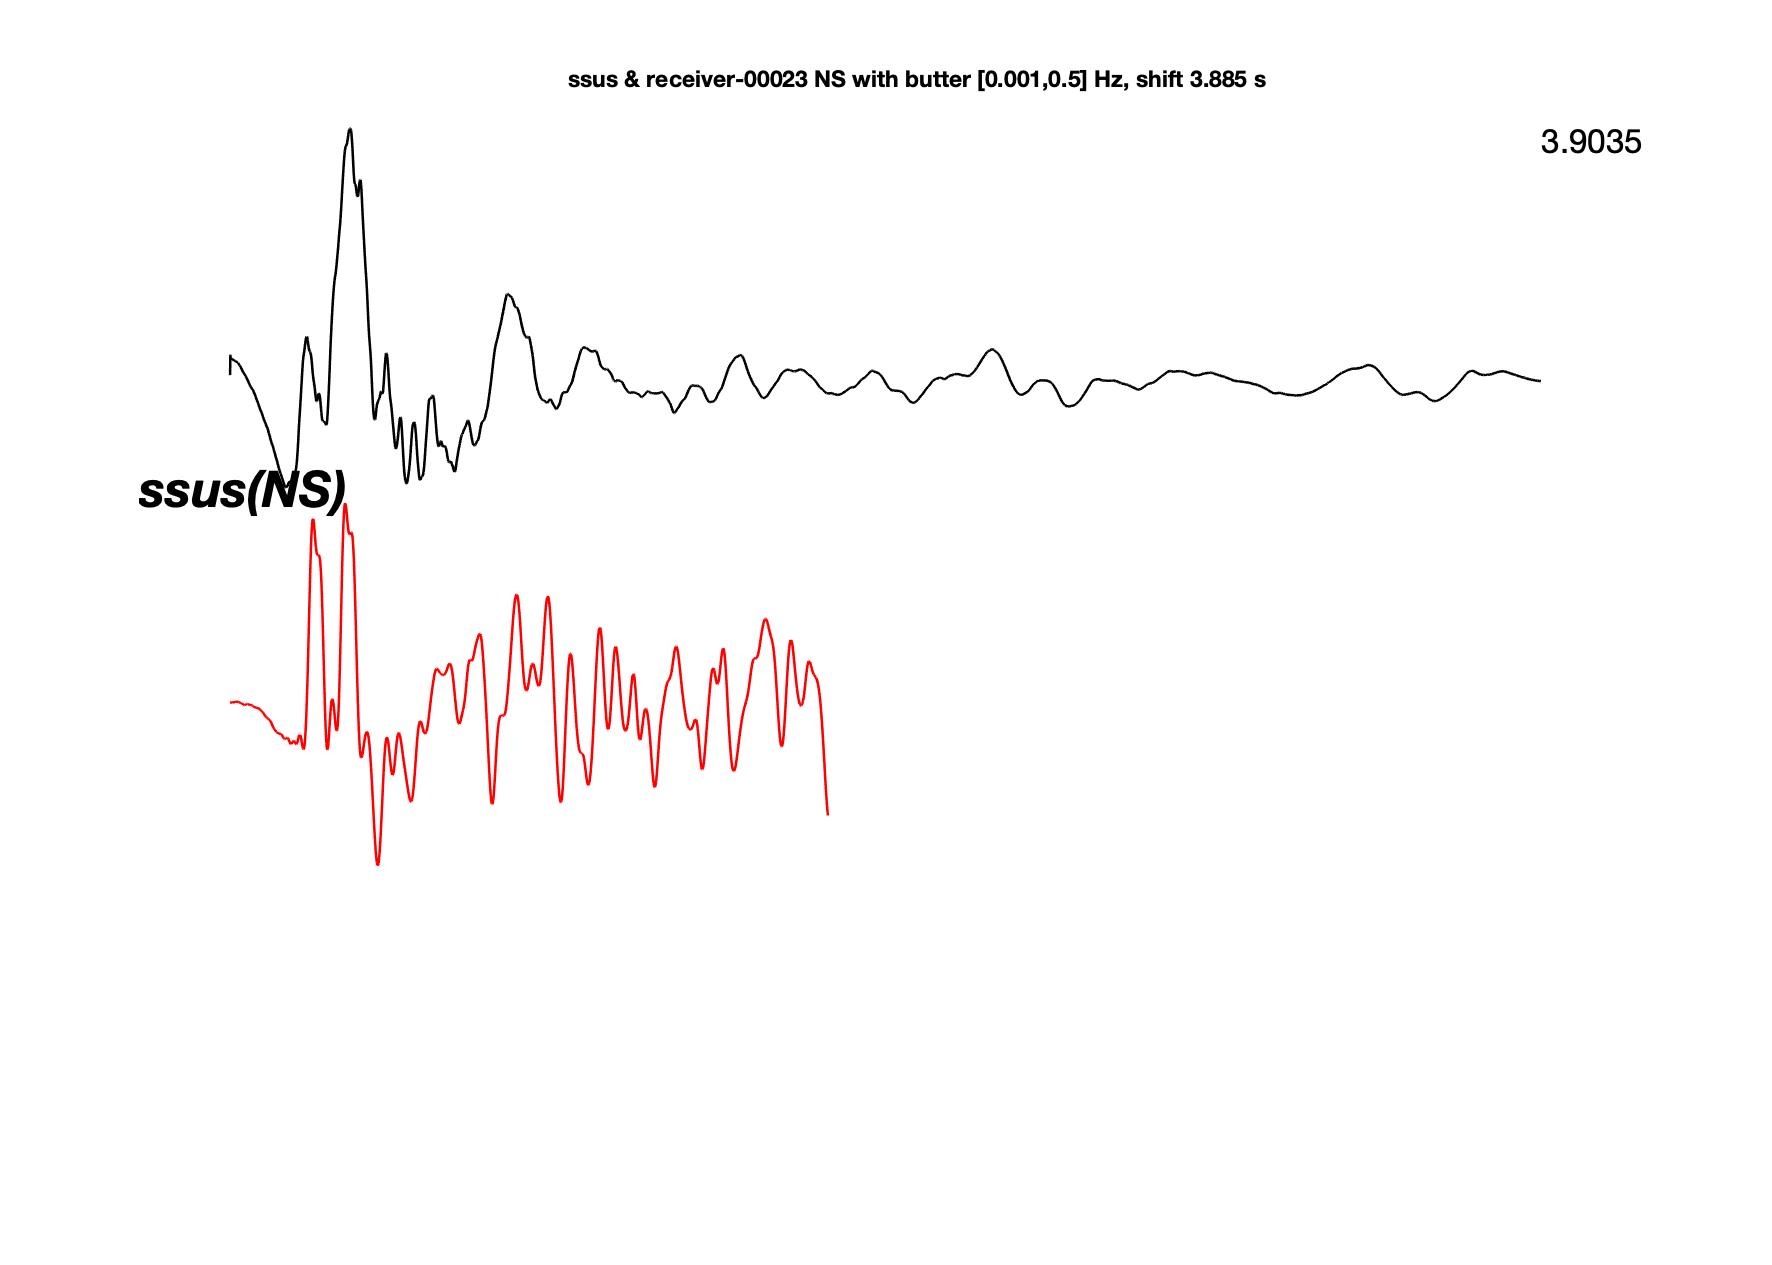 ssus & receiver-00023 NS with butter [0.001,0.5] Hz, shift 3.885 s
3.9035
ssus(NS)